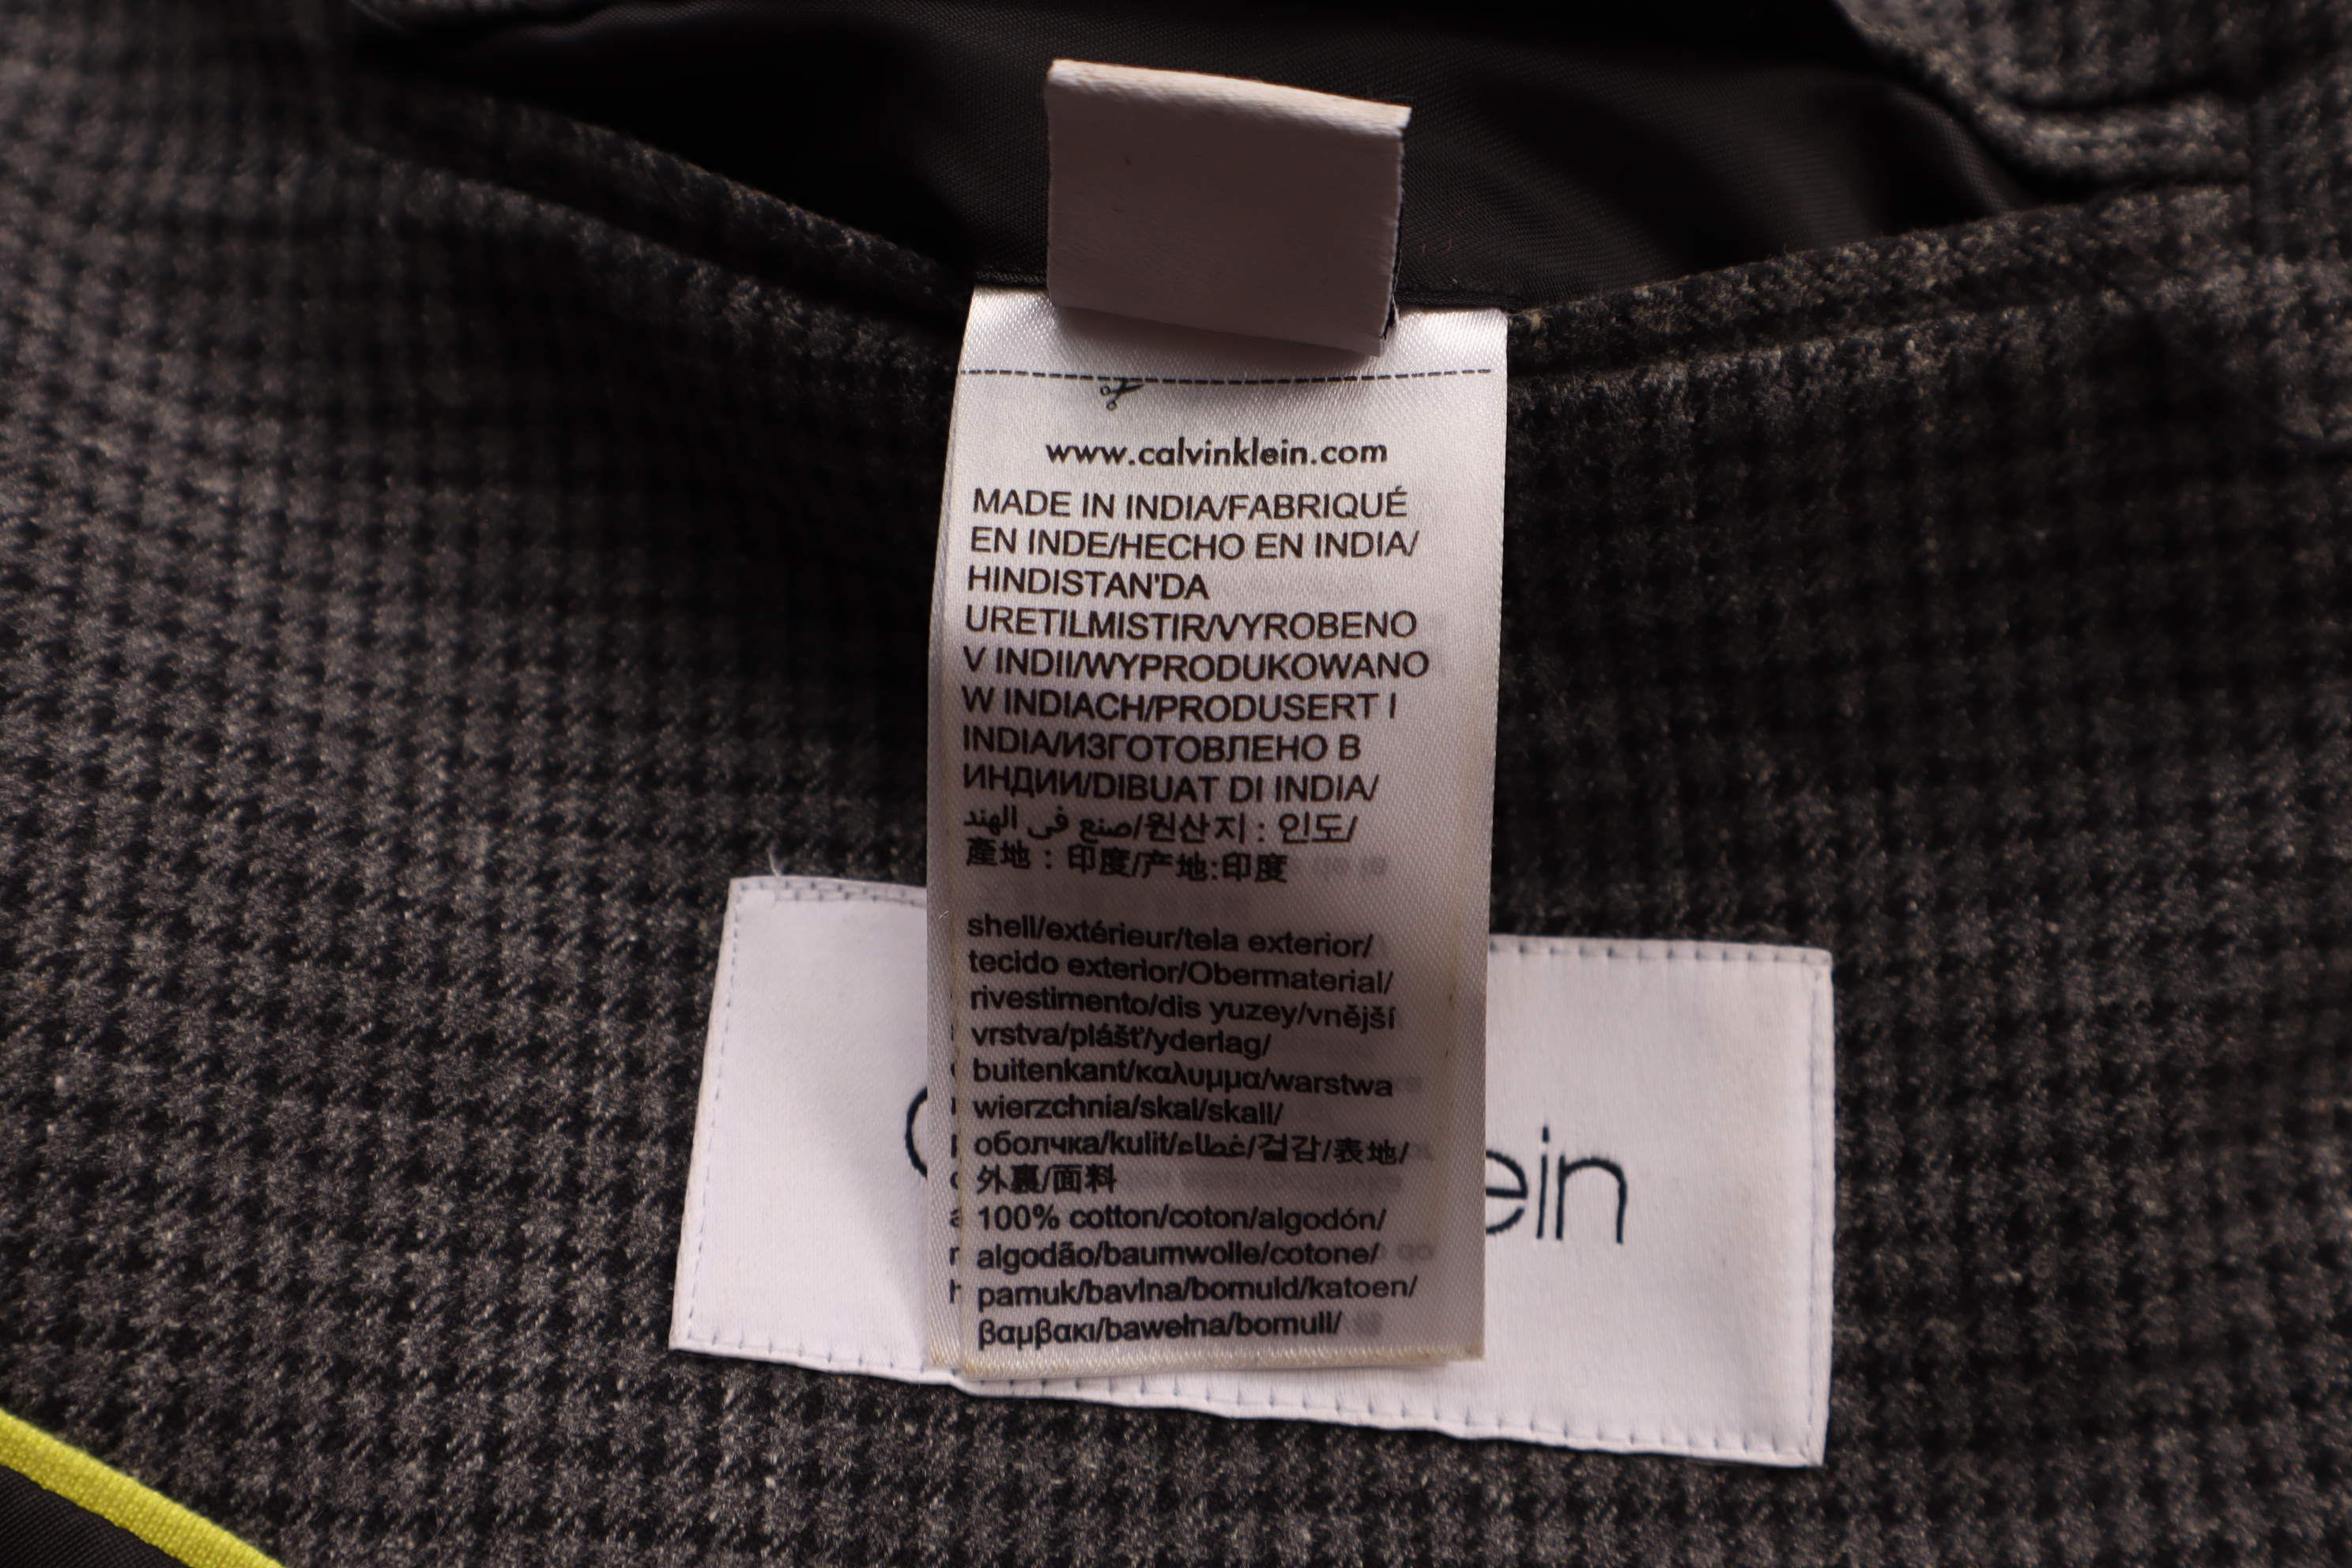 www.calvinklein.com
MADE IN INDIA/FABRIQUÉ
EN INDE/HECHO EN INDIA/
HINDISTAN'DA
URETILMISTIR/VYROBENO
V INDII/WYPRODUKOWANO
W INDIACH/PRODUSERT I
INDIA/ИЗГОТОВЛЕНО В
ИНДИИ/DIBUAT DI INDIA/
صنع في الهند/원산지 : 인도/
產地 : 印度/产地:印度
shell/extérieur/tela exterior/
tecido exterior/Obermaterial/
rivestimento/dis yuzey/vnější
vrstva/plášť/yderlag/
buitenkant/καλυμμα/warstwa
wierzchnia/skal/skall/
оболчка/kulit/غطاء/겉감/表地/
外裏/面料
100% cotton/coton/algodón/
algodão/baumwolle/cotone/
pamuk/bavlna/bomuld/katoen/
βαμβακι/bawełna/bomull/
ein